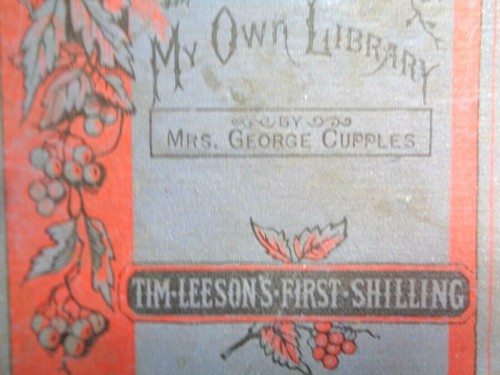 My Own Library
BY
MRS. GEORGE CUPPLES
TIM·LEESON'S·FIRST·SHILLING